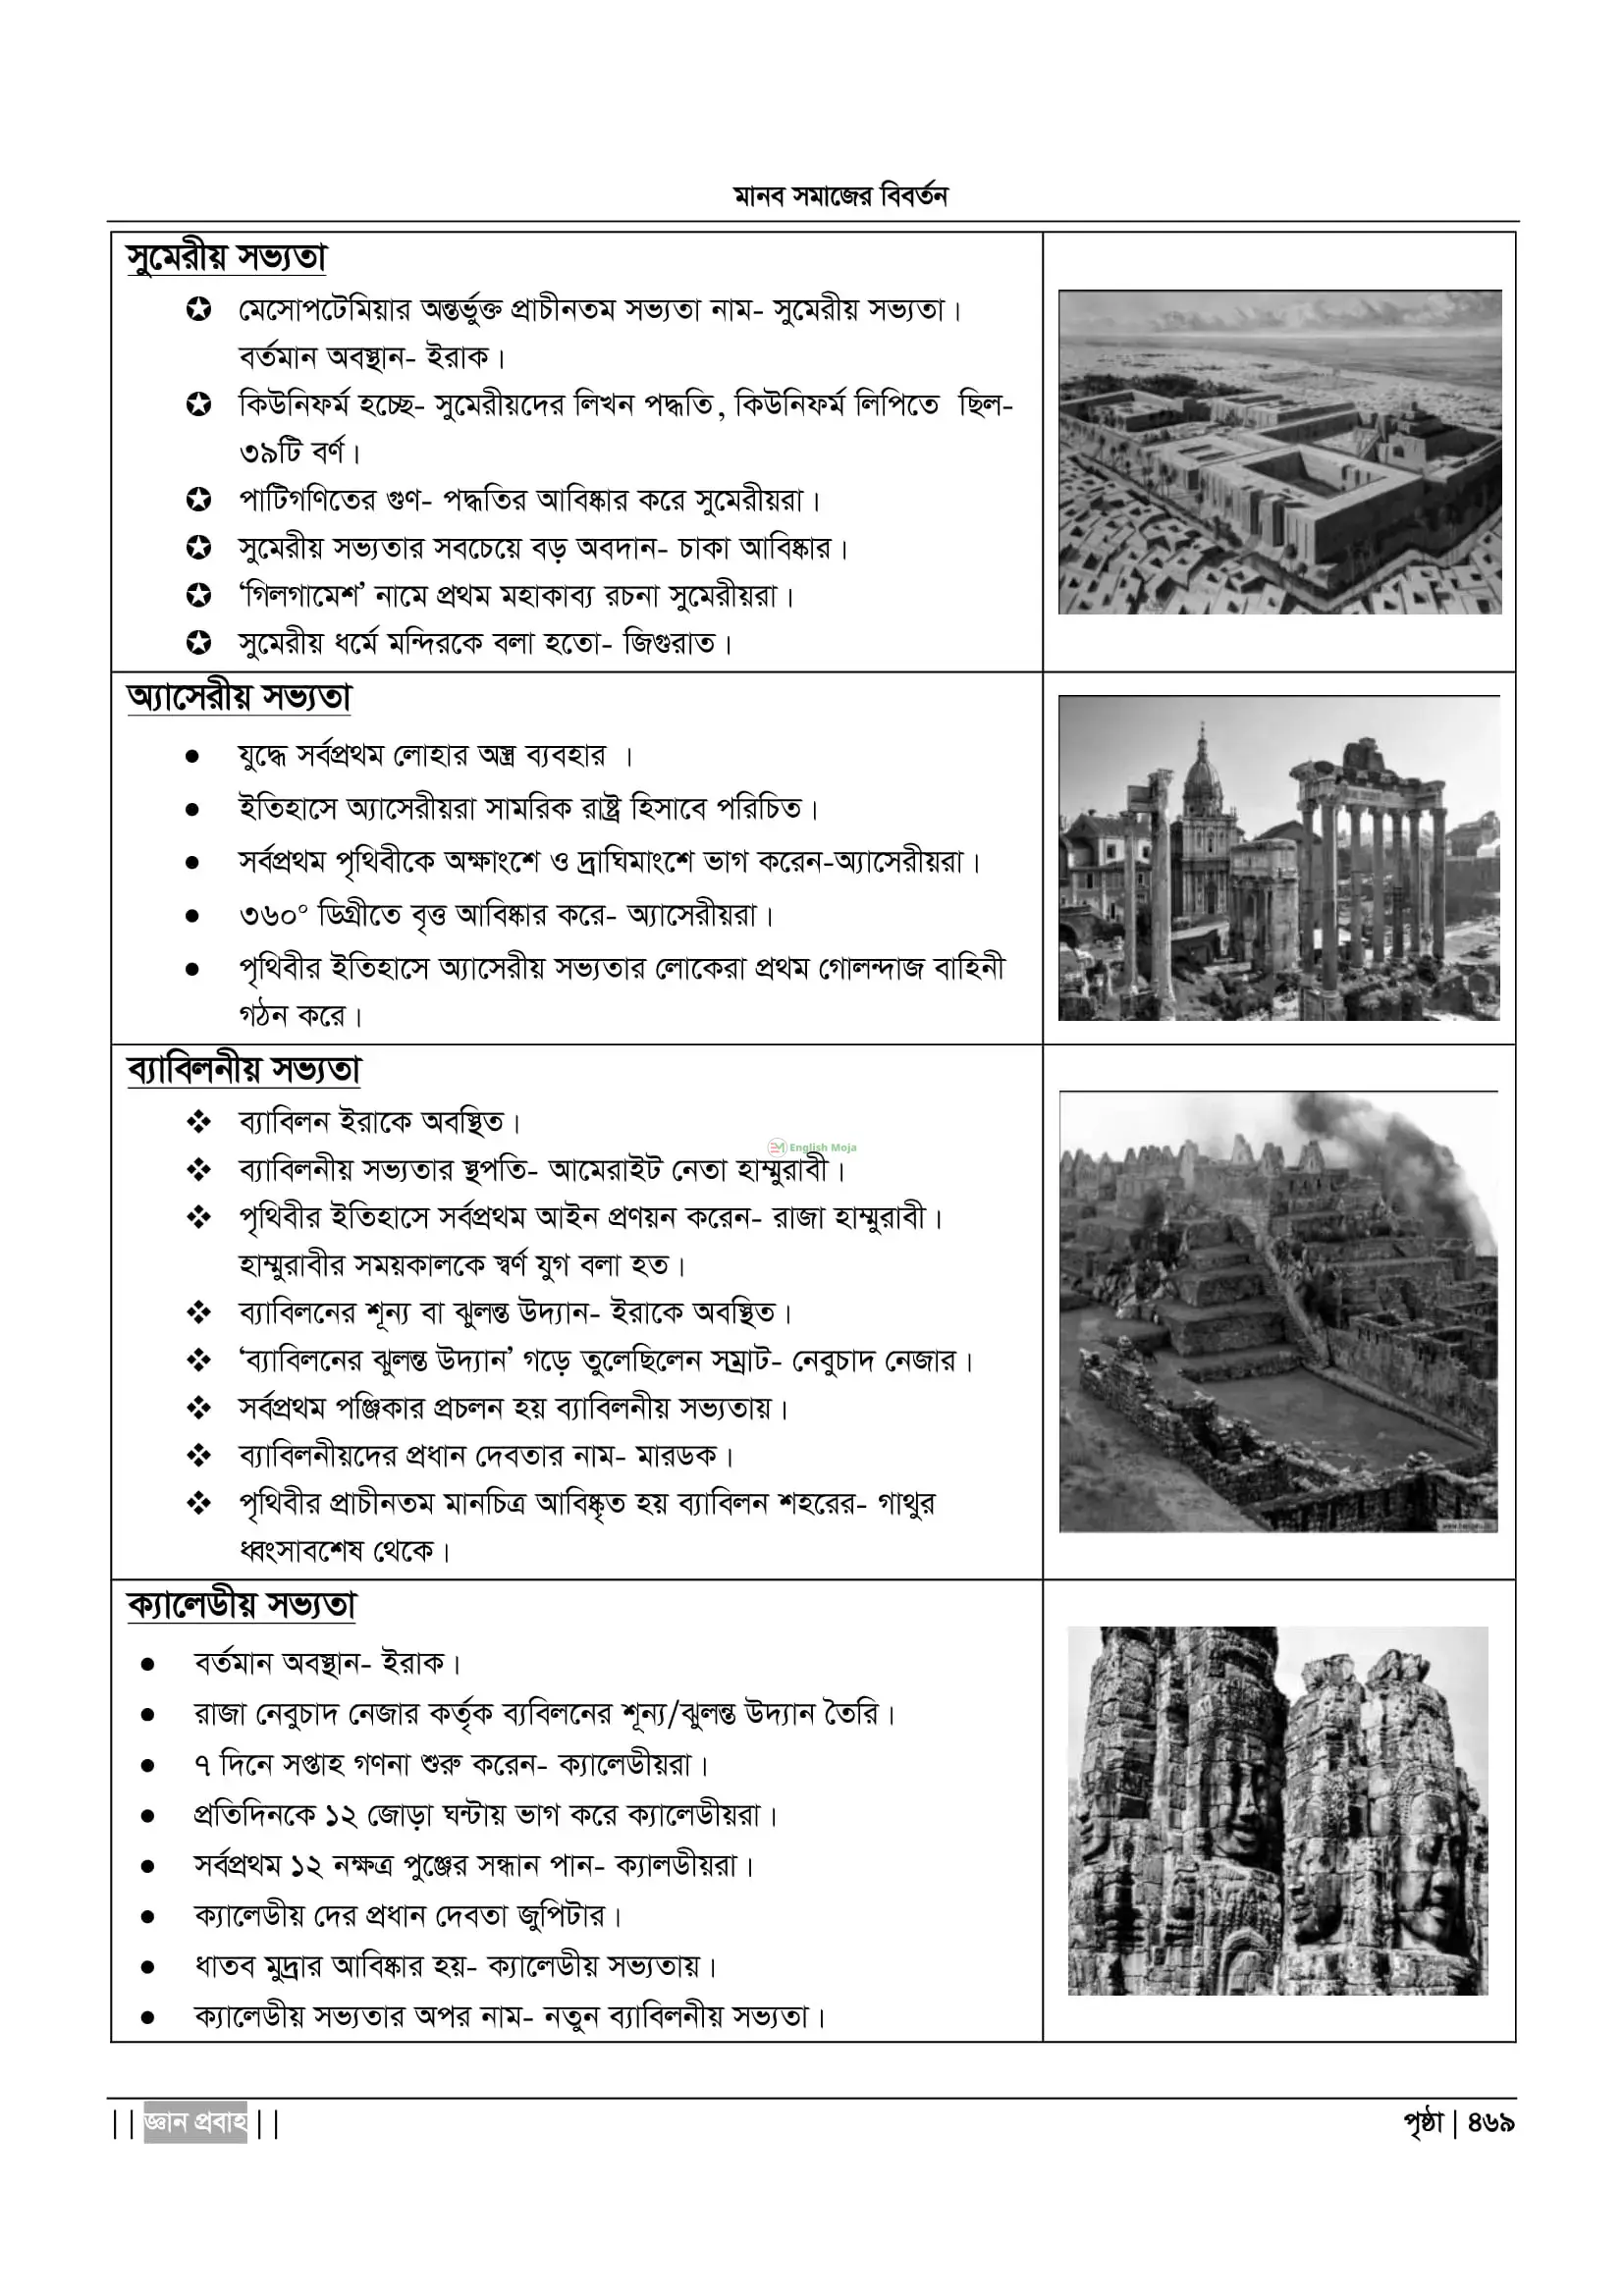 মানব সমাজের বিবর্তন
সুমেরীয় সভ্যতা
✪ মেসোপটেমিয়ার অন্তর্ভুক্ত প্রাচীনতম সভ্যতা নাম- সুমেরীয় সভ্যতা।
বর্তমান অবস্থান- ইরাক।
✪ কিউনিফর্ম হচ্ছে- সুমেরীয়দের লিখন পদ্ধতি, কিউনিফর্ম লিপিতে ছিল-
৩৯টি বর্ণ।
✪ পাটিগণিতের গুণ- পদ্ধতির আবিষ্কার করে সুমেরীয়রা।
✪ সুমেরীয় সভ্যতার সবচেয়ে বড় অবদান- চাকা আবিষ্কার।
✪ ‘গিলগামেশ’ নামে প্রথম মহাকাব্য রচনা সুমেরীয়রা।
✪ সুমেরীয় ধর্মে মন্দিরকে বলা হতো- জিগুরাত।
অ্যাসেরীয় সভ্যতা
● যুদ্ধে সর্বপ্রথম লোহার অস্ত্র ব্যবহার ।
● ইতিহাসে অ্যাসেরীয়রা সামরিক রাষ্ট্র হিসাবে পরিচিত।
● সর্বপ্রথম পৃথিবীকে অক্ষাংশে ও দ্রাঘিমাংশে ভাগ করেন-অ্যাসেরীয়রা।
● ৩৬০° ডিগ্রীতে বৃত্ত আবিষ্কার করে- অ্যাসেরীয়রা।
● পৃথিবীর ইতিহাসে অ্যাসেরীয় সভ্যতার লোকেরা প্রথম গোলন্দাজ বাহিনী
গঠন করে।
ব্যাবিলনীয় সভ্যতা
❖ ব্যাবিলন ইরাকে অবস্থিত।
English Moja
❖ ব্যাবিলনীয় সভ্যতার স্থপতি- আমেরাইট নেতা হাম্মুরাবী।
❖ পৃথিবীর ইতিহাসে সর্বপ্রথম আইন প্রণয়ন করেন- রাজা হাম্মুরাবী।
হাম্মুরাবীর সময়কালকে স্বর্ণ যুগ বলা হত।
❖ ব্যাবিলনের শূন্য বা ঝুলন্ত উদ্যান- ইরাকে অবস্থিত।
❖ ‘ব্যাবিলনের ঝুলন্ত উদ্যান’ গড়ে তুলেছিলেন সম্রাট- নেবুচাদ নেজার।
❖ সর্বপ্রথম পঞ্জিকার প্রচলন হয় ব্যাবিলনীয় সভ্যতায়।
❖ ব্যাবিলনীয়দের প্রধান দেবতার নাম- মারডক।
❖ পৃথিবীর প্রাচীনতম মানচিত্র আবিষ্কৃত হয় ব্যাবিলন শহরের- গাথুর
ধ্বংসাবশেষ থেকে।
ক্যালেডীয় সভ্যতা
● বর্তমান অবস্থান- ইরাক।
● রাজা নেবুচাদ নেজার কর্তৃক ব্যবিলনের শূন্য/ঝুলন্ত উদ্যান তৈরি।
● ৭ দিনে সপ্তাহ গণনা শুরু করেন- ক্যালেডীয়রা।
● প্রতিদিনকে ১২ জোড়া ঘন্টায় ভাগ করে ক্যালেডীয়রা।
● সর্বপ্রথম ১২ নক্ষত্র পুঞ্জের সন্ধান পান- ক্যালডীয়রা।
● ক্যালেডীয় দের প্রধান দেবতা জুপিটার।
● ধাতব মুদ্রার আবিষ্কার হয়- ক্যালেডীয় সভ্যতায়।
● ক্যালেডীয় সভ্যতার অপর নাম- নতুন ব্যাবিলনীয় সভ্যতা।
|| জ্ঞান প্রবাহ || পৃষ্ঠা | ৪৬৯